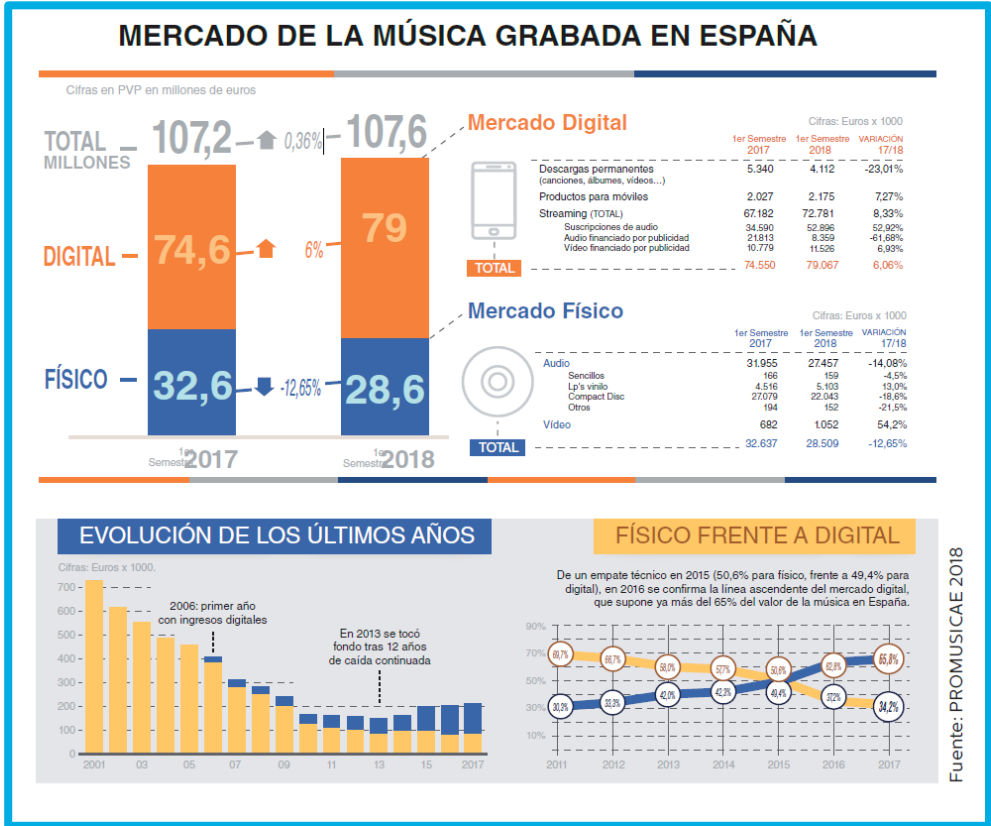 MERCADO DE LA MÚSICA GRABADA EN ESPAÑA
Cifras en PVP en millones de euros
TOTAL MILLONES 107,2 0,36% 107,6
DIGITAL 74,6 6% 79
FÍSICO 32,6 -12,65% 28,6
1er Semestre 2017
1er Semestre 2018
Mercado Digital
Cifras: Euros x 1000
1er Semestre 2017 1er Semestre 2018 VARIACIÓN 17/18
Descargas permanentes 5.340 4.112 -23,01%
(canciones, álbumes, vídeos...)
Productos para móviles 2.027 2.175 7,27%
Streaming (TOTAL) 67.182 72.781 8,33%
Suscripciones de audio 34.590 52.896 52,92%
Audio financiado por publicidad 21.813 8.359 -61,68%
Vídeo financiado por publicidad 10.779 11.526 6,93%
TOTAL 74.550 79.067 6,06%
Mercado Físico
Cifras: Euros x 1000
1er Semestre 2017 1er Semestre 2018 VARIACIÓN 17/18
Audio 31.955 27.457 -14,08%
Sencillos 166 159 -4,5%
Lp's vinilo 4.516 5.103 13,0%
Compact Disc 27.079 22.043 -18,6%
Otros 194 152 -21,5%
Vídeo 682 1.052 54,2%
TOTAL 32.637 28.509 -12,65%
EVOLUCIÓN DE LOS ÚLTIMOS AÑOS
Cifras: Euros x 1000.
700
600
500
400
300
200
100
0
2006: primer año
con ingresos digitales
En 2013 se tocó
fondo tras 12 años
de caída continuada
2001 03 05 07 09 11 13 15 2017
FÍSICO FRENTE A DIGITAL
De un empate técnico en 2015 (50,6% para físico, frente a 49,4% para
digital), en 2016 se confirma la línea ascendente del mercado digital,
que supone ya más del 65% del valor de la música en España.
90%
70%
50%
30%
10%
69,7% 66,7% 58,0% 57,7% 50,6% 62,8% 65,8%
30,3% 33,3% 42,0% 42,3% 49,4% 37,2% 34,2%
2011 2012 2013 2014 2015 2016 2017
Fuente: PROMUSICAE 2018